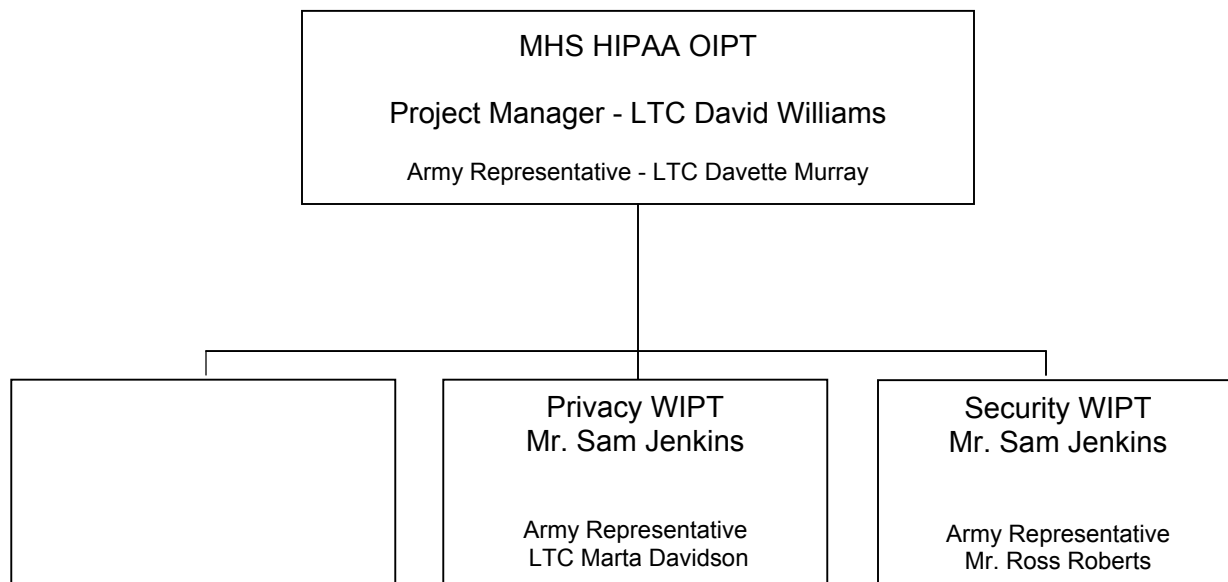 MHS HIPAA OIPT
Project Manager - LTC David Williams
Army Representative - LTC Davette Murray
Privacy WIPT
Mr. Sam Jenkins
Army Representative
LTC Marta Davidson
Security WIPT
Mr. Sam Jenkins
Army Representative
Mr. Ross Roberts